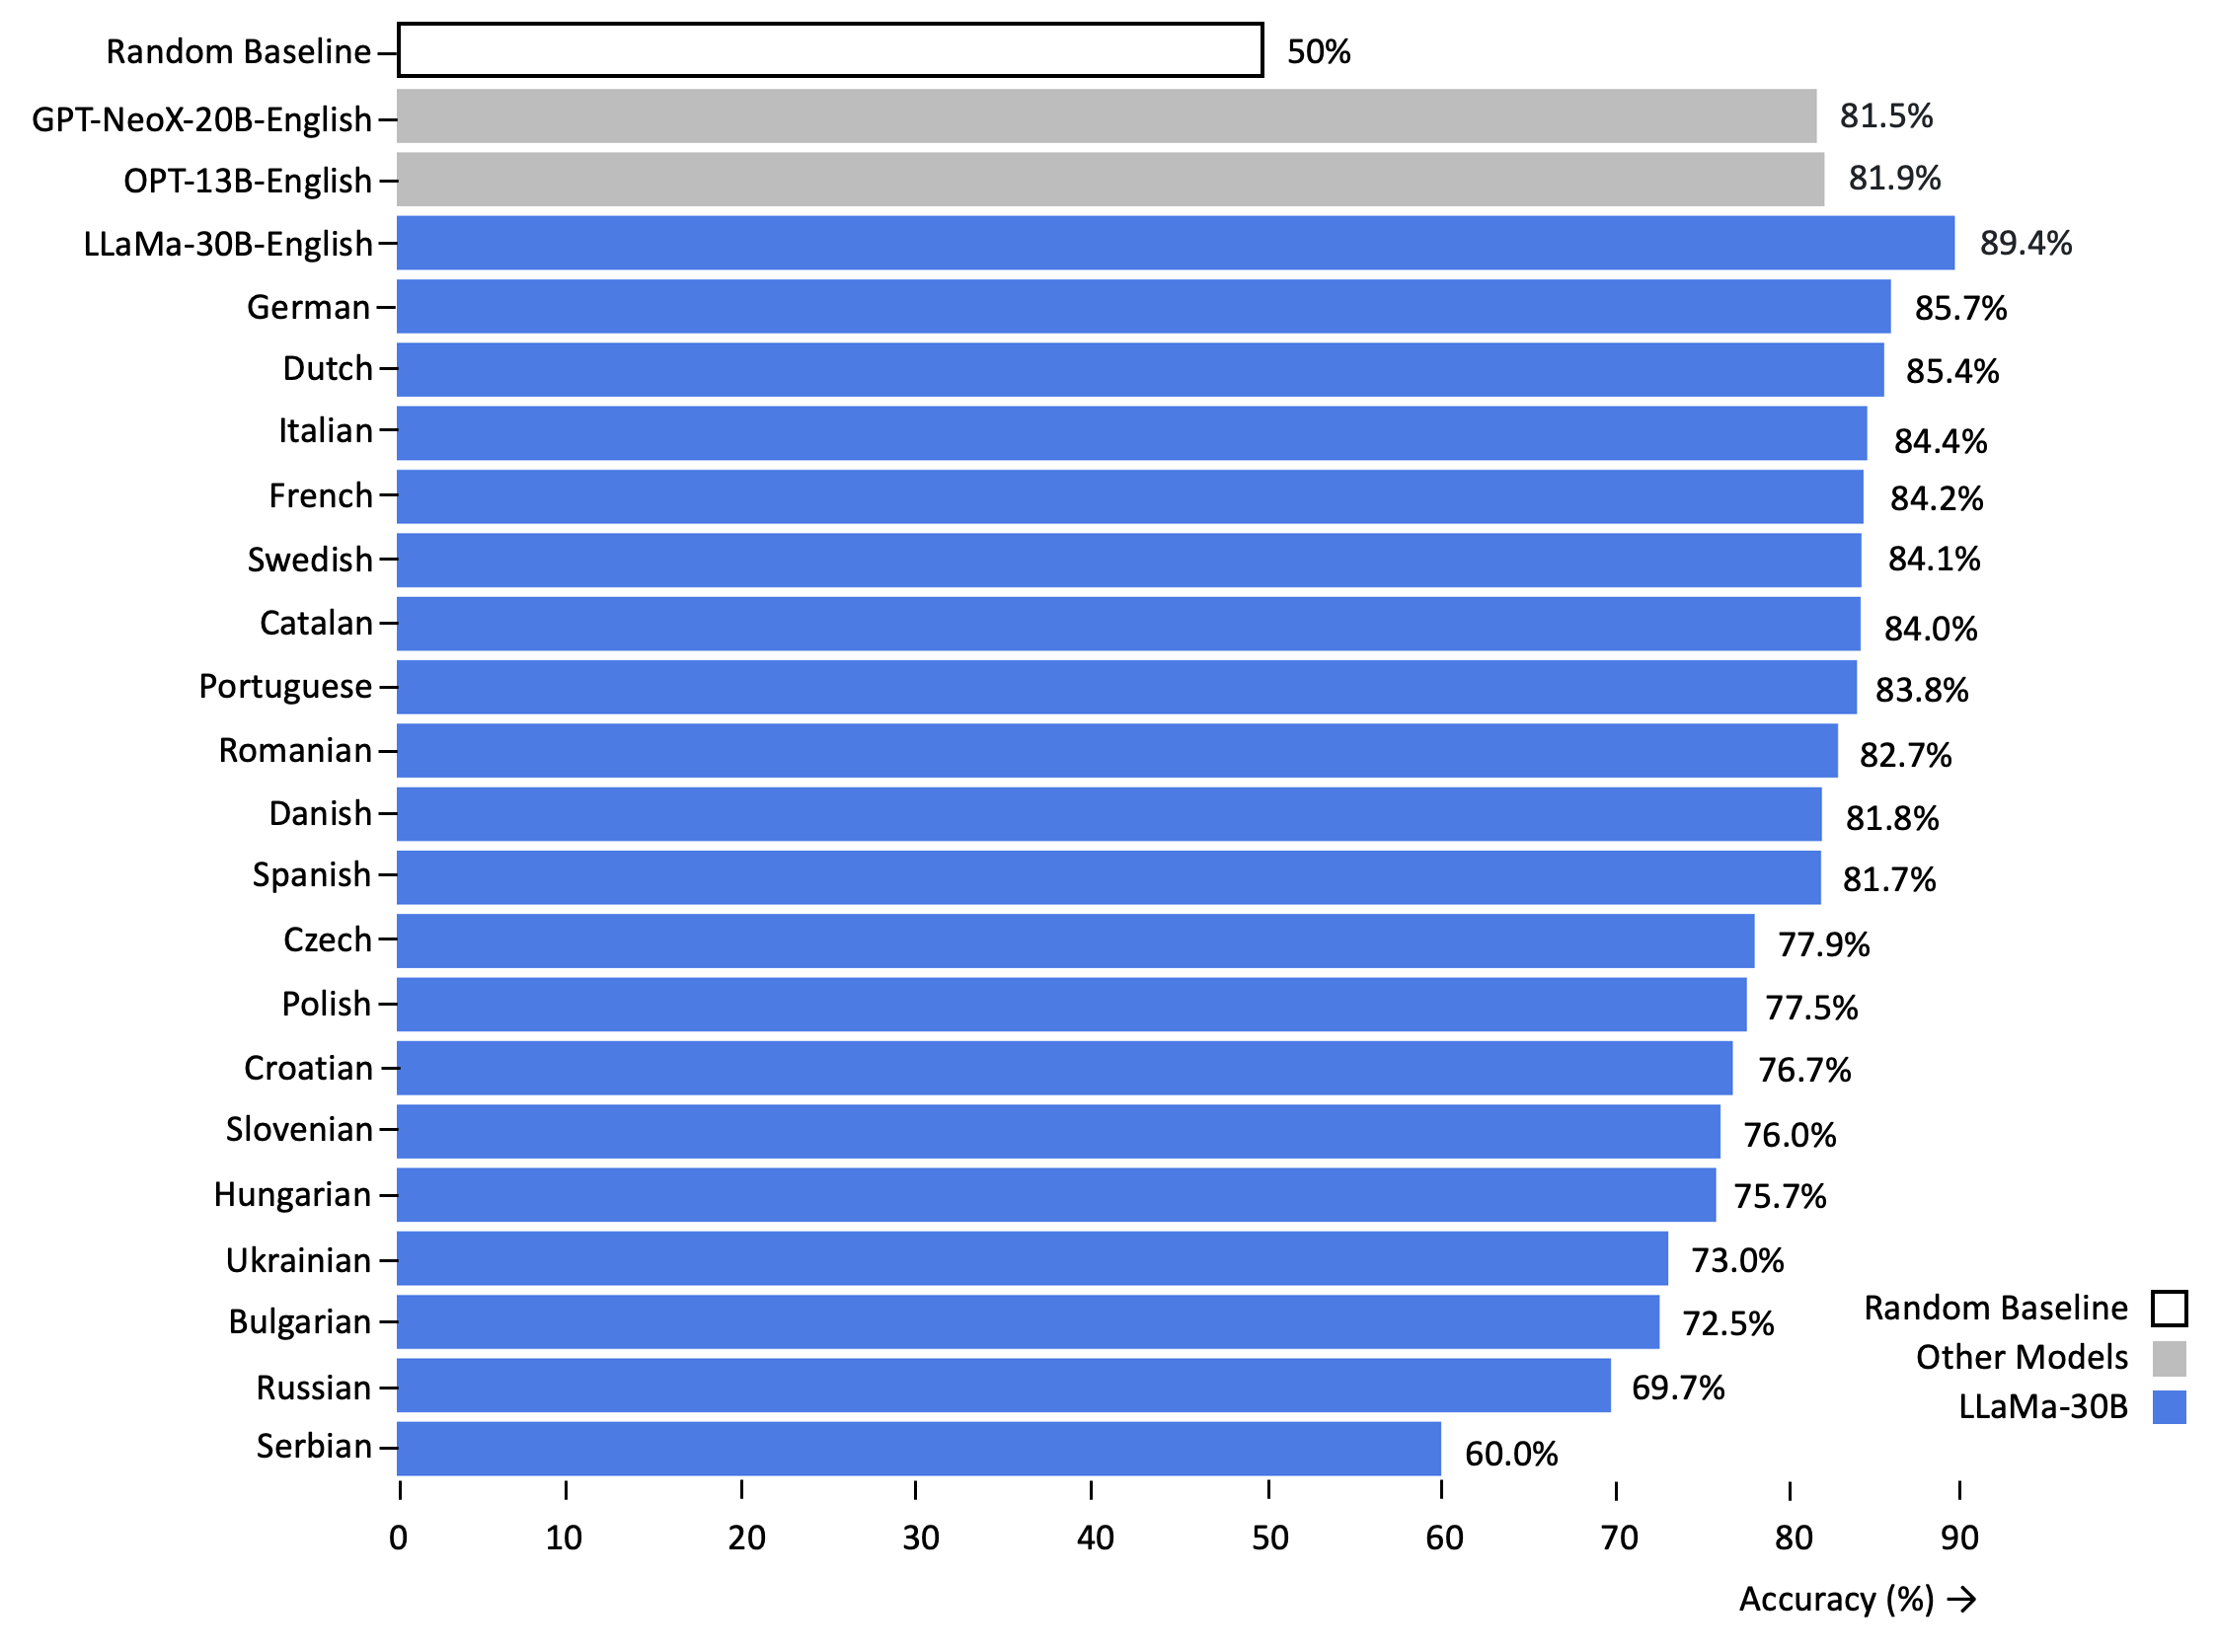 Random Baseline 50%
GPT-NeoX-20B-English 81.5%
OPT-13B-English 81.9%
LLaMa-30B-English 89.4%
German 85.7%
Dutch 85.4%
Italian 84.4%
French 84.2%
Swedish 84.1%
Catalan 84.0%
Portuguese 83.8%
Romanian 82.7%
Danish 81.8%
Spanish 81.7%
Czech 77.9%
Polish 77.5%
Croatian 76.7%
Slovenian 76.0%
Hungarian 75.7%
Ukrainian 73.0%
Bulgarian 72.5%
Russian 69.7%
Serbian 60.0%
Random Baseline
Other Models
LLaMa-30B
0 10 20 30 40 50 60 70 80 90
Accuracy (%) →